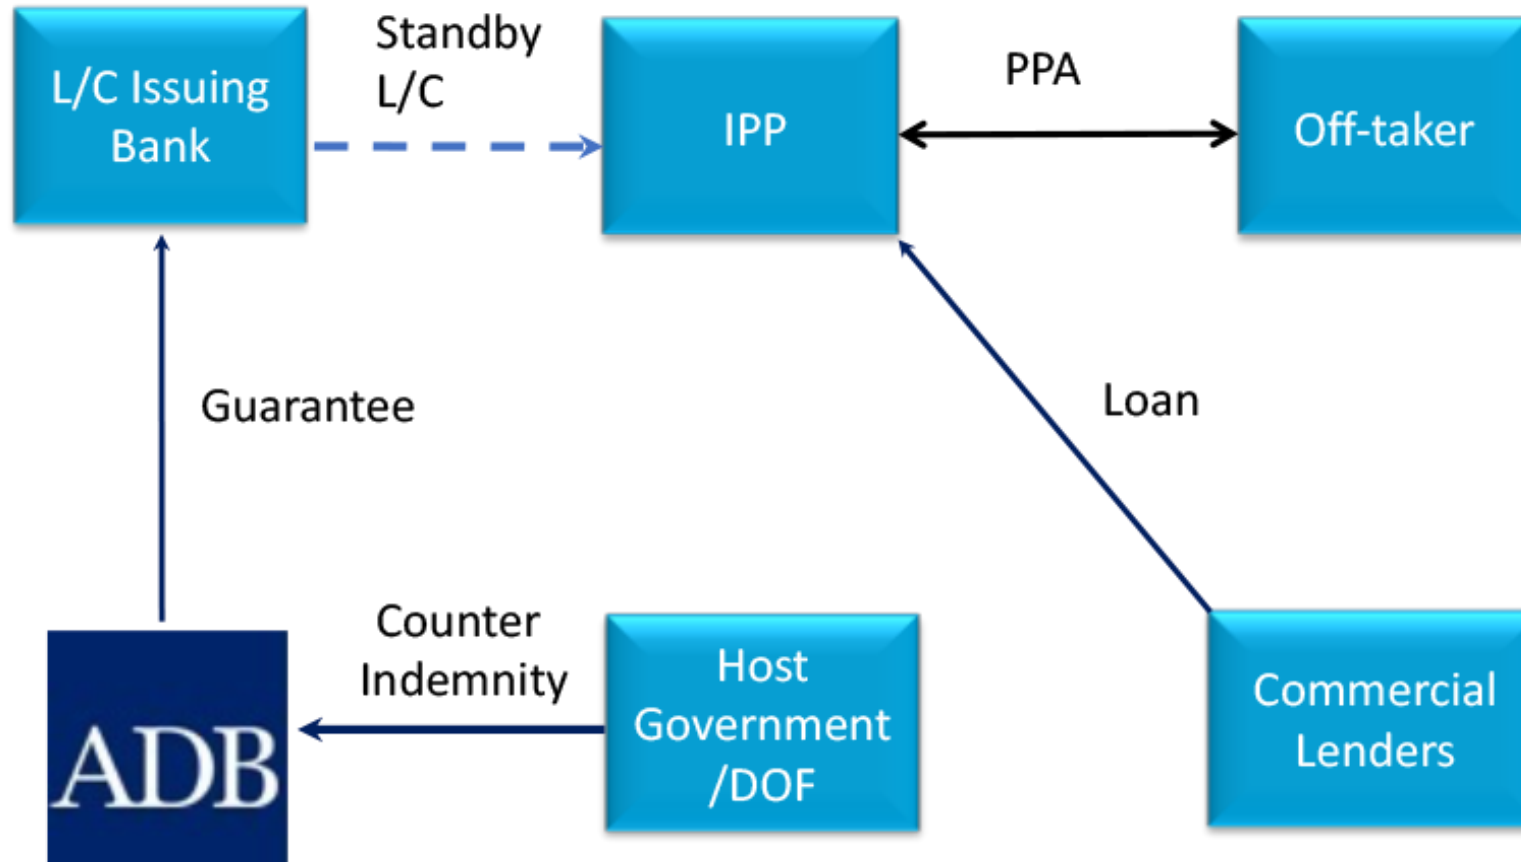 Standby
L/C
L/C Issuing
Bank
IPP
PPA
Off-taker
Guarantee
Loan
Counter
Indemnity
Host
Government
/DOF
ADB
Commercial
Lenders